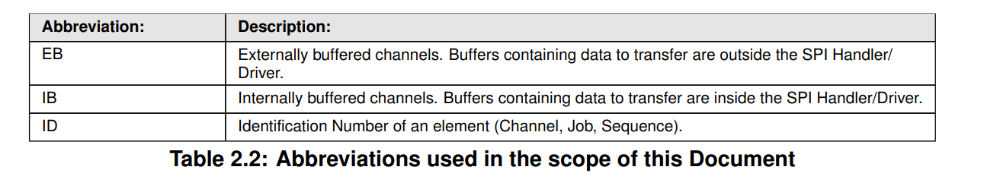 Abbreviation: Description:
EB Externally buffered channels. Buffers containing data to transfer are outside the SPI Handler/
Driver.
IB Internally buffered channels. Buffers containing data to transfer are inside the SPI Handler/Driver.
ID Identification Number of an element (Channel, Job, Sequence).
Table 2.2: Abbreviations used in the scope of this Document